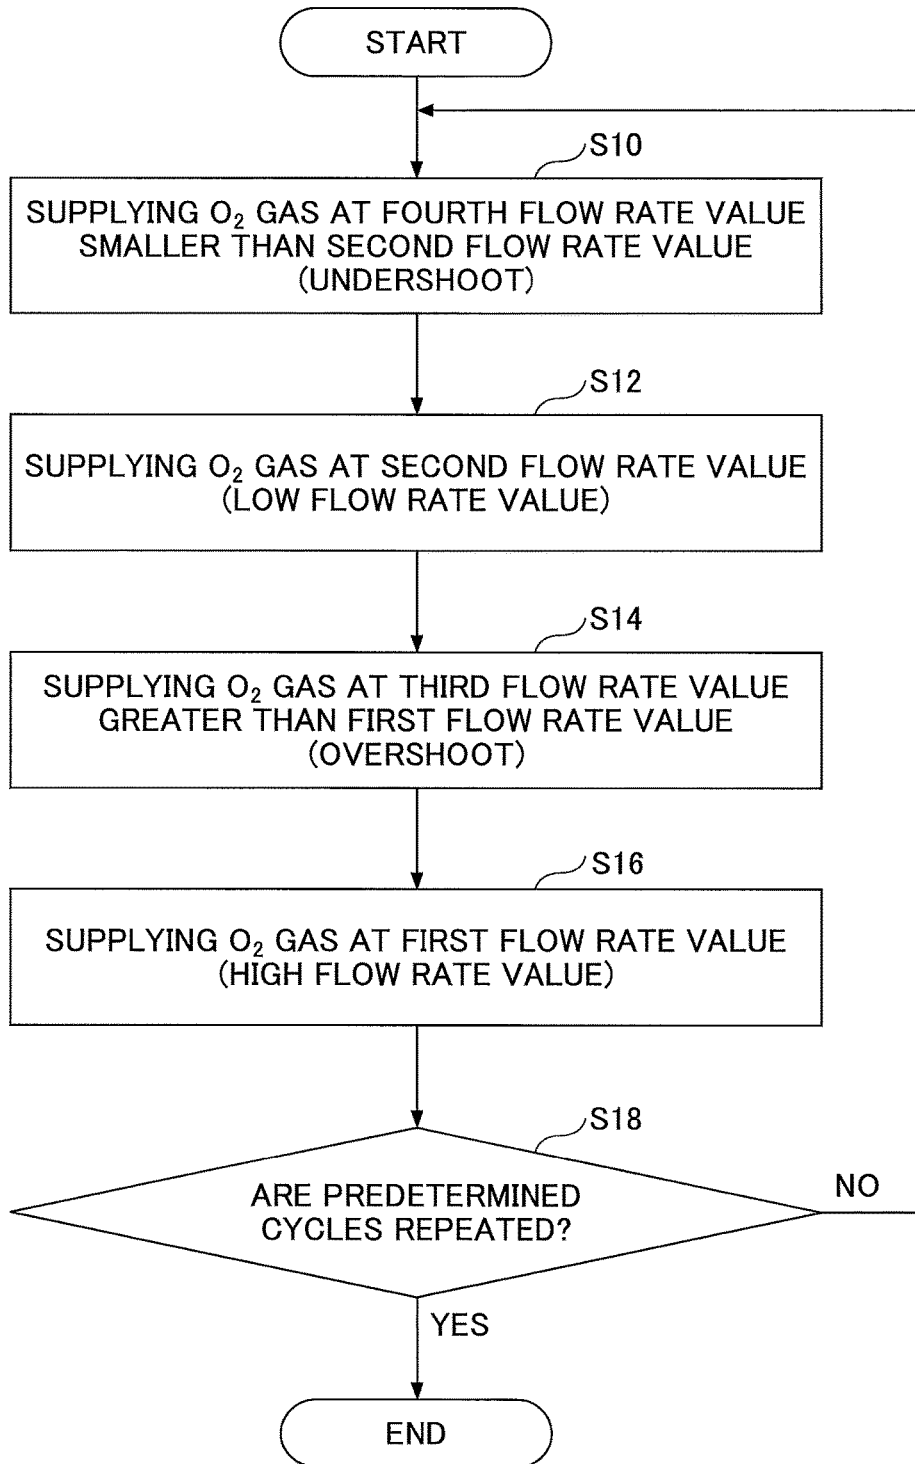 START
S10
SUPPLYING O₂ GAS AT FOURTH FLOW RATE VALUE
SMALLER THAN SECOND FLOW RATE VALUE
(UNDERSHOOT)
S12
SUPPLYING O₂ GAS AT SECOND FLOW RATE VALUE
(LOW FLOW RATE VALUE)
S14
SUPPLYING O₂ GAS AT THIRD FLOW RATE VALUE
GREATER THAN FIRST FLOW RATE VALUE
(OVERSHOOT)
S16
SUPPLYING O₂ GAS AT FIRST FLOW RATE VALUE
(HIGH FLOW RATE VALUE)
S18
ARE PREDETERMINED
CYCLES REPEATED?
NO
YES
END